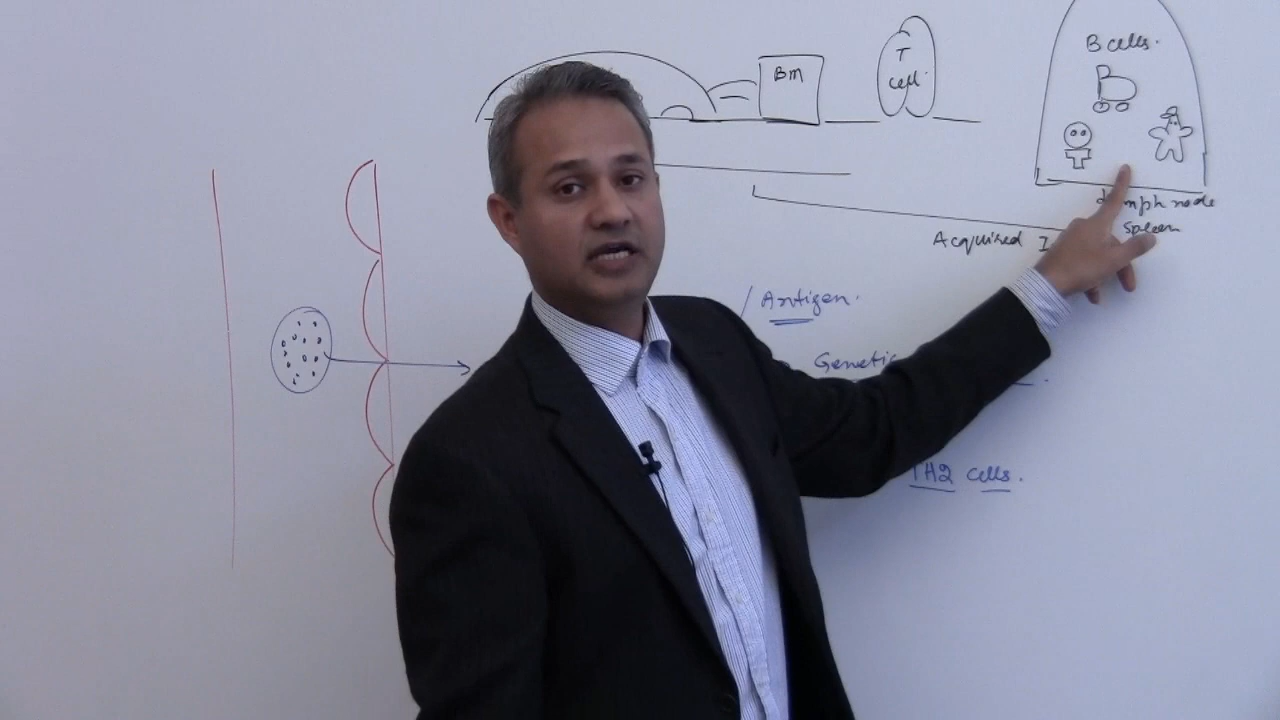 B cells.
BM
T
cell.
B
Lymph node
Spleen
Acquired I
Antigen.
Genetic
TH2 cells.